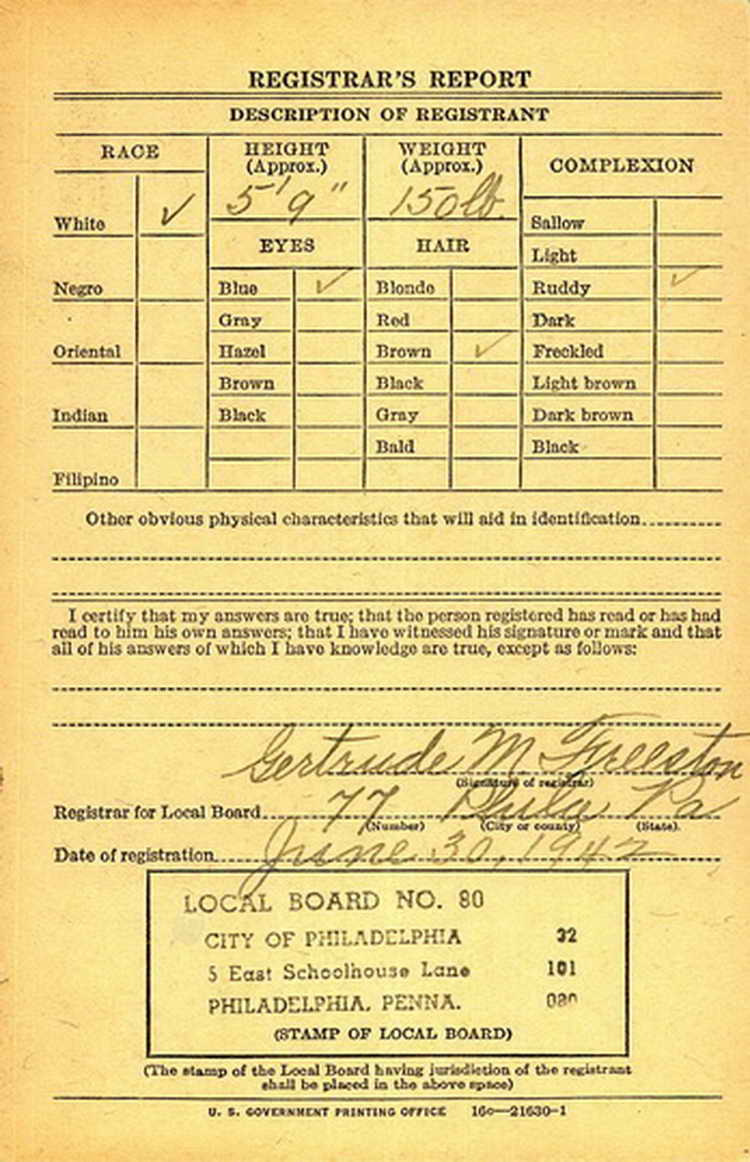 REGISTRAR'S REPORT
DESCRIPTION OF REGISTRANT
RACE
HEIGHT (Approx.)
WEIGHT (Approx.)
COMPLEXION
5'9"
150 lb.
White ✓
Negro
Oriental
Indian
Filipino
EYES
Blue ✓
Gray
Hazel
Brown
Black
HAIR
Blonde
Red
Brown ✓
Black
Gray
Bald
Sallow
Light
Ruddy ✓
Dark
Freckled
Light brown
Dark brown
Black
Other obvious physical characteristics that will aid in identification
I certify that my answers are true; that the person registered has read or has had
read to him his own answers; that I have witnessed his signature or mark and that
all of his answers of which I have knowledge are true, except as follows:
Gertrude M Freeston
(Signature of registrar)
Registrar for Local Board 77 Phila Pa
(Number) (City or county) (State)
Date of registration June 30, 1942
LOCAL BOARD NO. 80
CITY OF PHILADELPHIA 32
5 East Schoolhouse Lane 101
PHILADELPHIA, PENNA. 080
(STAMP OF LOCAL BOARD)
(The stamp of the Local Board having jurisdiction of the registrant
shall be placed in the above space)
U. S. GOVERNMENT PRINTING OFFICE 16c—21630-1